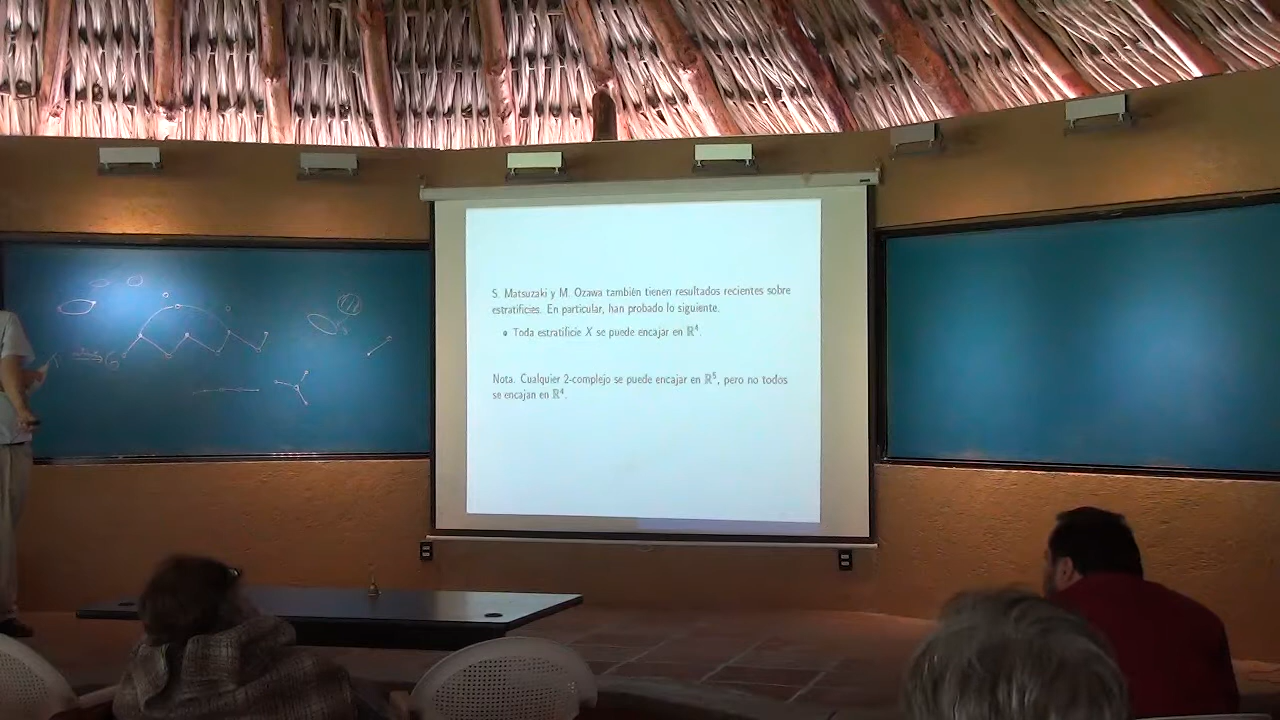 S. Matsuzaki y M. Ozawa también tienen resultados recientes sobre
estratificies. En particular, han probado lo siguiente.
• Toda estratificie X se puede encajar en ℝ⁴.
Nota. Cualquier 2-complejo se puede encajar en ℝ⁵, pero no todos
se encajan en ℝ⁴.